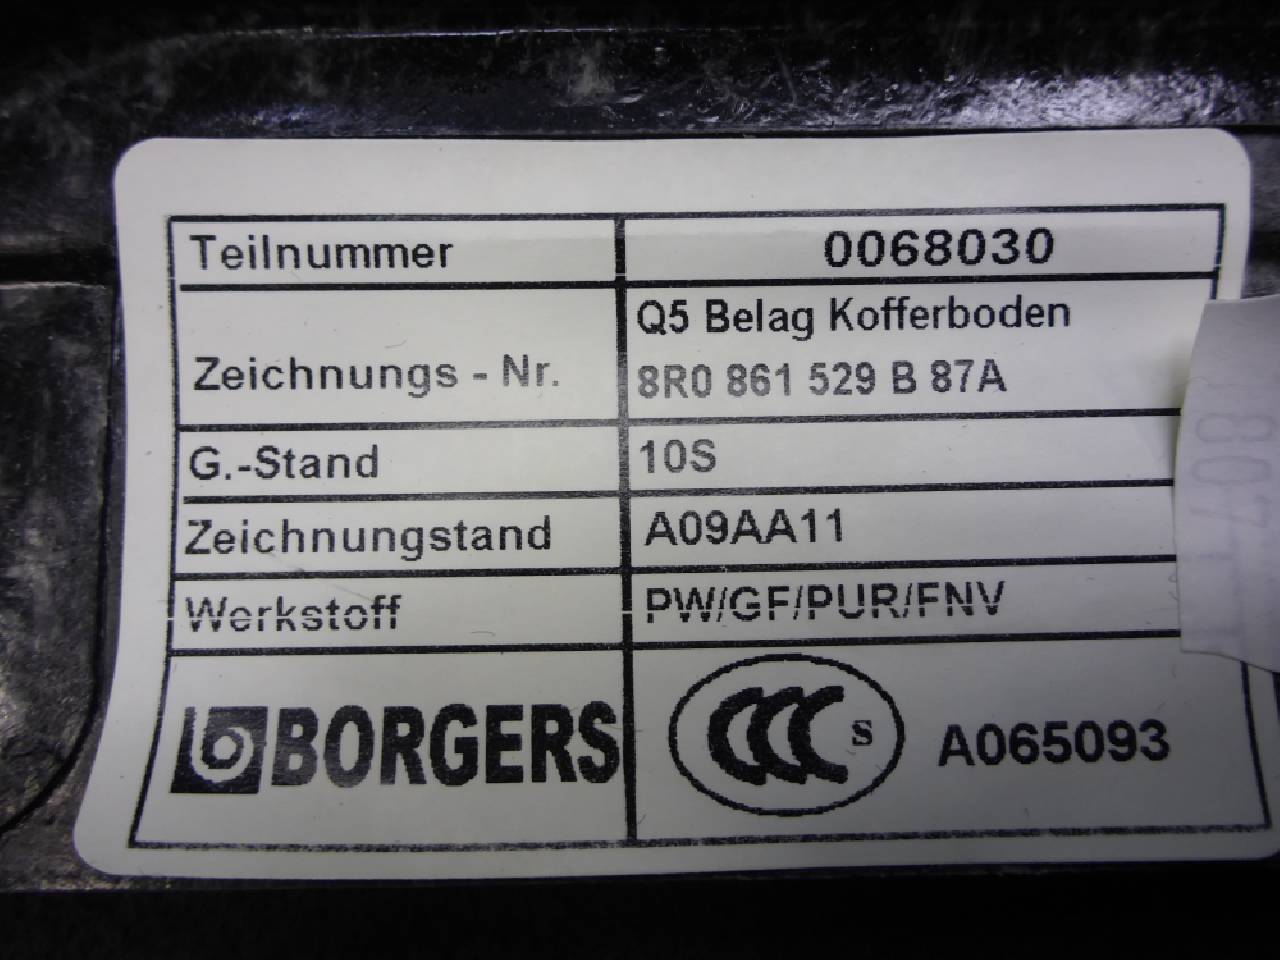 Teilnummer 0068030
Q5 Belag Kofferboden
Zeichnungs - Nr. 8R0 861 529 B 87A
G.-Stand 10S
Zeichnungstand A09AA11
Werkstoff PW/GF/PUR/FNV
BORGERS CCC S A065093